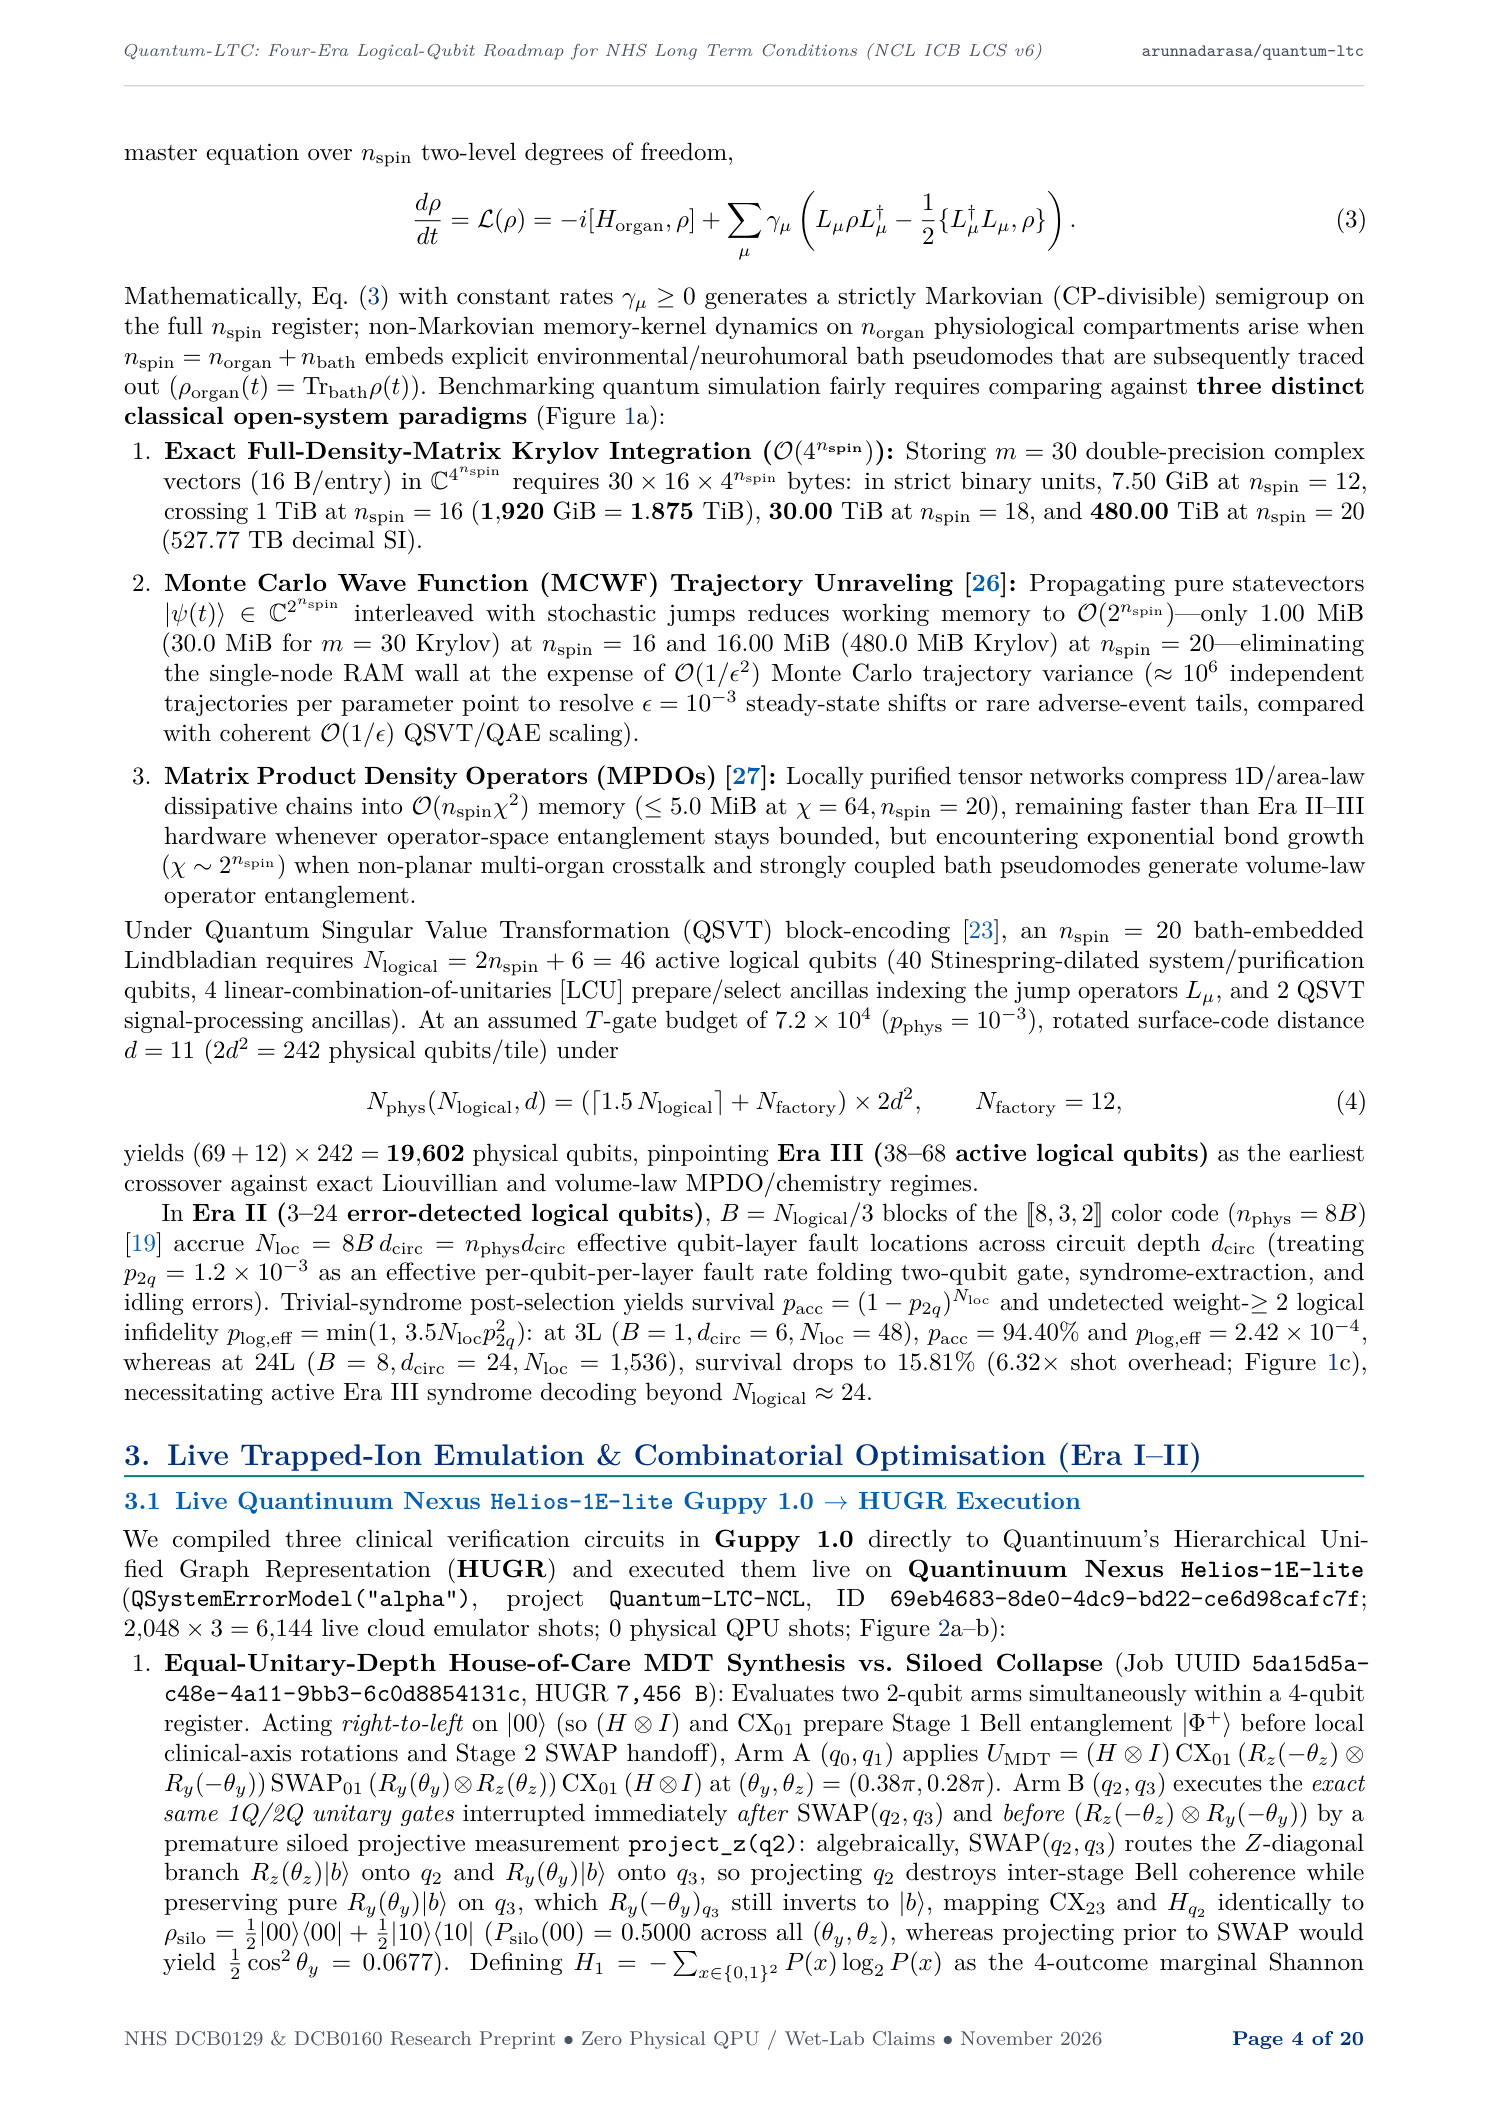 Quantum-LTC: Four-Era Logical-Qubit Roadmap for NHS Long Term Conditions (NCL ICB LCS v6) arunnadarasa/quantum-ltc
master equation over n_spin two-level degrees of freedom,
dρ/dt = ℒ(ρ) = −i[H_organ, ρ] + ∑_μ γ_μ (L_μ ρ L_μ^† − 1/2 {L_μ^† L_μ, ρ}). (3)
Mathematically, Eq. (3) with constant rates γ_μ ≥ 0 generates a strictly Markovian (CP-divisible) semigroup on
the full n_spin register; non-Markovian memory-kernel dynamics on n_organ physiological compartments arise when
n_spin = n_organ + n_bath embeds explicit environmental/neurohumoral bath pseudomodes that are subsequently traced
out (ρ_organ(t) = Tr_bath ρ(t)). Benchmarking quantum simulation fairly requires comparing against three distinct
classical open-system paradigms (Figure 1a):
1. Exact Full-Density-Matrix Krylov Integration (𝒪(4^{n_spin})): Storing m = 30 double-precision complex
vectors (16 B/entry) in ℂ^{4^{n_spin}} requires 30 × 16 × 4^{n_spin} bytes: in strict binary units, 7.50 GiB at n_spin = 12,
crossing 1 TiB at n_spin = 16 (1,920 GiB = 1.875 TiB), 30.00 TiB at n_spin = 18, and 480.00 TiB at n_spin = 20
(527.77 TB decimal SI).
2. Monte Carlo Wave Function (MCWF) Trajectory Unraveling [26]: Propagating pure statevectors
|ψ(t)⟩ ∈ ℂ^{2^{n_spin}} interleaved with stochastic jumps reduces working memory to 𝒪(2^{n_spin})—only 1.00 MiB
(30.0 MiB for m = 30 Krylov) at n_spin = 16 and 16.00 MiB (480.0 MiB Krylov) at n_spin = 20—eliminating
the single-node RAM wall at the expense of 𝒪(1/ϵ²) Monte Carlo trajectory variance (≈ 10⁶ independent
trajectories per parameter point to resolve ϵ = 10⁻³ steady-state shifts or rare adverse-event tails, compared
with coherent 𝒪(1/ϵ) QSVT/QAE scaling).
3. Matrix Product Density Operators (MPDOs) [27]: Locally purified tensor networks compress 1D/area-law
dissipative chains into 𝒪(n_spin χ²) memory (≤ 5.0 MiB at χ = 64, n_spin = 20), remaining faster than Era II–III
hardware whenever operator-space entanglement stays bounded, but encountering exponential bond growth
(χ ∼ 2^{n_spin}) when non-planar multi-organ crosstalk and strongly coupled bath pseudomodes generate volume-law
operator entanglement.
Under Quantum Singular Value Transformation (QSVT) block-encoding [23], an n_spin = 20 bath-embedded
Lindbladian requires N_logical = 2n_spin + 6 = 46 active logical qubits (40 Stinespring-dilated system/purification
qubits, 4 linear-combination-of-unitaries [LCU] prepare/select ancillas indexing the jump operators L_μ, and 2 QSVT
signal-processing ancillas). At an assumed T-gate budget of 7.2 × 10⁴ (p_phys = 10⁻³), rotated surface-code distance
d = 11 (2d² = 242 physical qubits/tile) under
N_phys(N_logical, d) = (⌈1.5 N_logical⌉ + N_factory) × 2d², N_factory = 12, (4)
yields (69 + 12) × 242 = 19,602 physical qubits, pinpointing Era III (38–68 active logical qubits) as the earliest
crossover against exact Liouvillian and volume-law MPDO/chemistry regimes.
In Era II (3–24 error-detected logical qubits), B = N_logical/3 blocks of the ⟦8, 3, 2⟧ color code (n_phys = 8B)
[19] accrue N_loc = 8B d_circ = n_phys d_circ effective qubit-layer fault locations across circuit depth d_circ (treating
p_2q = 1.2 × 10⁻³ as an effective per-qubit-per-layer fault rate folding two-qubit gate, syndrome-extraction, and
idling errors). Trivial-syndrome post-selection yields survival p_acc = (1 − p_2q)^{N_loc} and undetected weight-≥ 2 logical
infidelity p_log,eff = min(1, 3.5N_loc p_2q²): at 3L (B = 1, d_circ = 6, N_loc = 48), p_acc = 94.40% and p_log,eff = 2.42 × 10⁻⁴,
whereas at 24L (B = 8, d_circ = 24, N_loc = 1,536), survival drops to 15.81% (6.32× shot overhead; Figure 1c),
necessitating active Era III syndrome decoding beyond N_logical ≈ 24.
3. Live Trapped-Ion Emulation & Combinatorial Optimisation (Era I–II)
3.1 Live Quantinuum Nexus Helios-1E-lite Guppy 1.0 → HUGR Execution
We compiled three clinical verification circuits in Guppy 1.0 directly to Quantinuum's Hierarchical Uni-
fied Graph Representation (HUGR) and executed them live on Quantinuum Nexus Helios-1E-lite
(QSystemErrorModel("alpha"), project Quantum-LTC-NCL, ID 69eb4683-8de0-4dc9-bd22-ce6d98cafc7f;
2,048 × 3 = 6,144 live cloud emulator shots; 0 physical QPU shots; Figure 2a–b):
1. Equal-Unitary-Depth House-of-Care MDT Synthesis vs. Siloed Collapse (Job UUID 5da15d5a-
c48e-4a11-9bb3-6c0d8854131c, HUGR 7,456 B): Evaluates two 2-qubit arms simultaneously within a 4-qubit
register. Acting right-to-left on |00⟩ (so (H ⊗ I) and CX₀₁ prepare Stage 1 Bell entanglement |Φ⁺⟩ before local
clinical-axis rotations and Stage 2 SWAP handoff), Arm A (q₀, q₁) applies U_MDT = (H ⊗ I) CX₀₁ (R_z(−θ_z) ⊗
R_y(−θ_y)) SWAP₀₁ (R_y(θ_y) ⊗ R_z(θ_z)) CX₀₁ (H ⊗ I) at (θ_y, θ_z) = (0.38π, 0.28π). Arm B (q₂, q₃) executes the exact
same 1Q/2Q unitary gates interrupted immediately after SWAP(q₂, q₃) and before (R_z(−θ_z) ⊗ R_y(−θ_y)) by a
premature siloed projective measurement project_z(q2): algebraically, SWAP(q₂, q₃) routes the Z-diagonal
branch R_z(θ_z)|b⟩ onto q₂ and R_y(θ_y)|b⟩ onto q₃, so projecting q₂ destroys inter-stage Bell coherence while
preserving pure R_y(θ_y)|b⟩ on q₃, which R_y(−θ_y)_{q₃} still inverts to |b⟩, mapping CX₂₃ and H_{q₂} identically to
ρ_silo = 1/2|00⟩⟨00| + 1/2|10⟩⟨10| (P_silo(00) = 0.5000 across all (θ_y, θ_z), whereas projecting prior to SWAP would
yield 1/2 cos² θ_y = 0.0677). Defining H₁ = −∑_{x∈{0,1}²} P(x) log₂ P(x) as the 4-outcome marginal Shannon
NHS DCB0129 & DCB0160 Research Preprint • Zero Physical QPU / Wet-Lab Claims • November 2026 Page 4 of 20